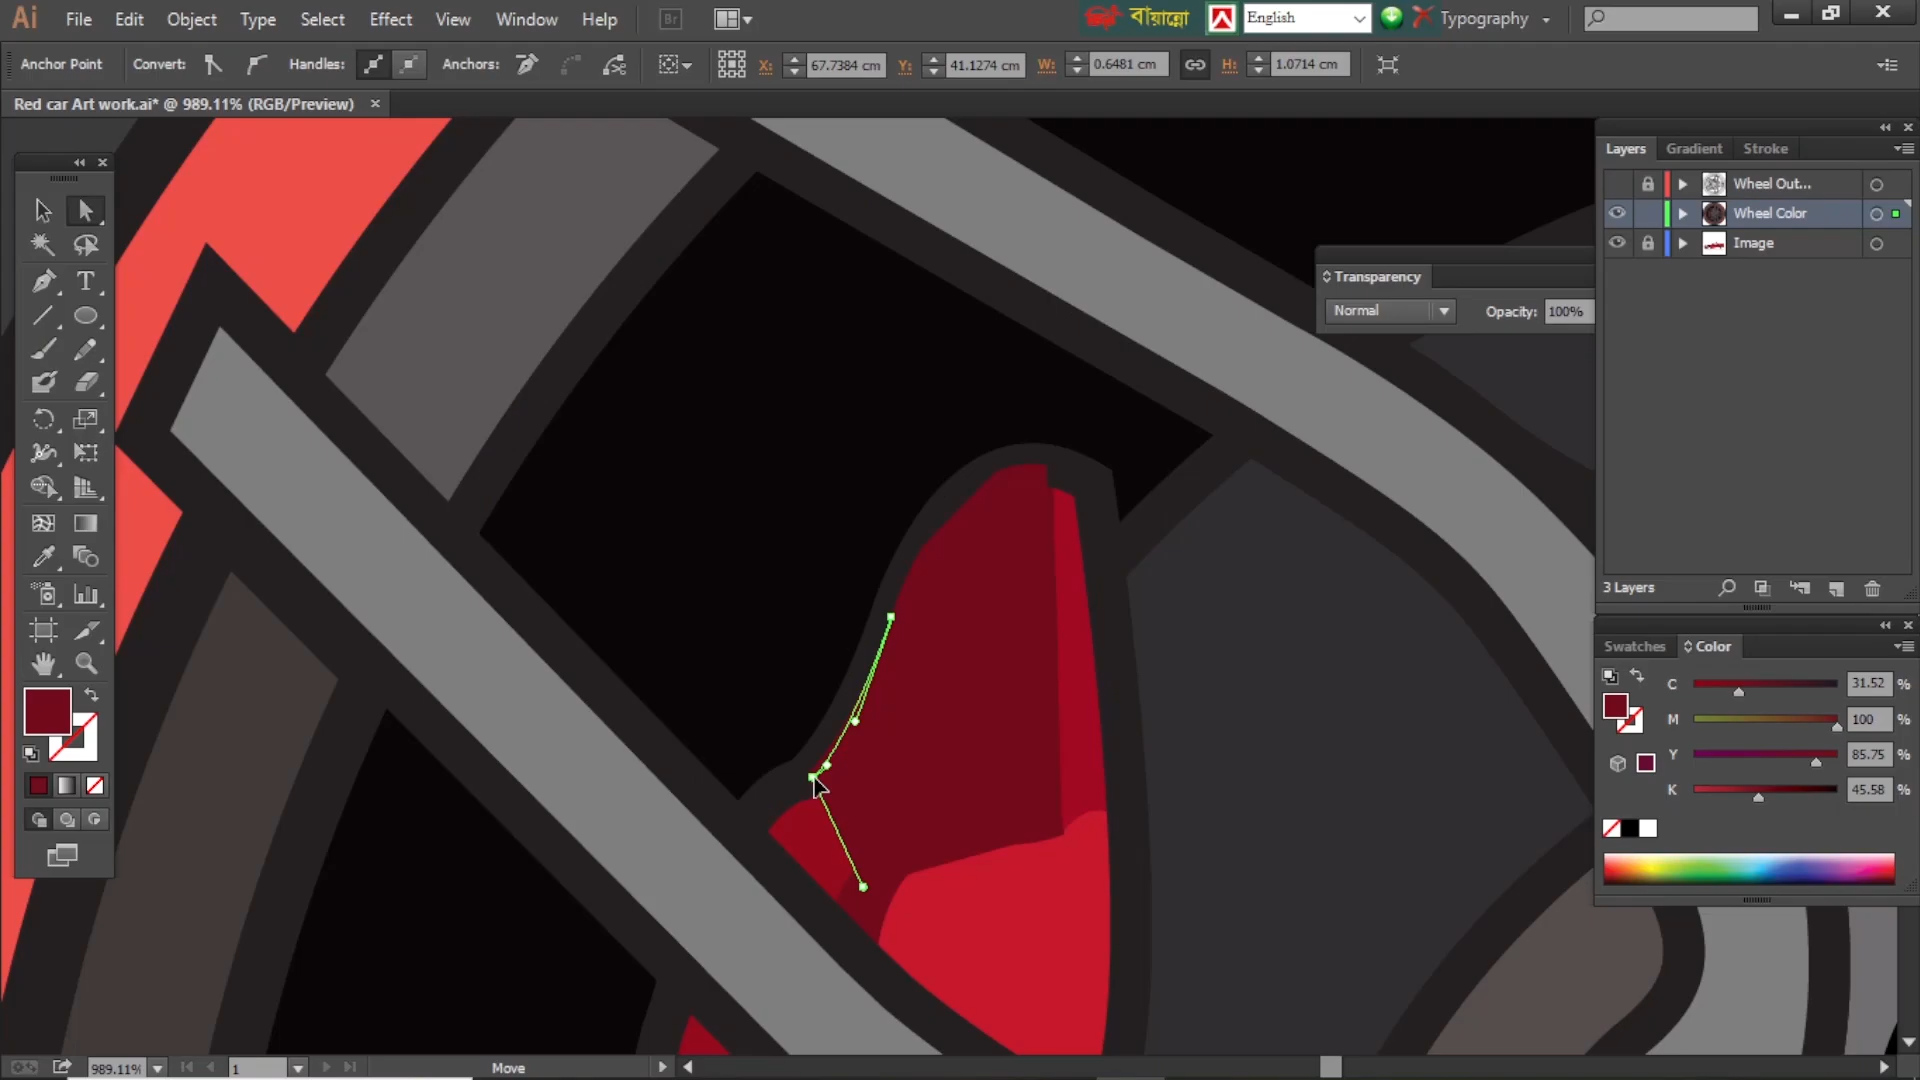 Ai File Edit Object Type Select Effect View Window Help Br বায়ান্নো English Typography
Anchor Point Convert: Handles: Anchors: X: 67.7384 cm Y: 41.1274 cm W: 0.6481 cm H: 1.0714 cm
Red car Art work.ai* @ 989.11% (RGB/Preview)
Layers Gradient Stroke
Wheel Out...
Wheel Color
Image
Transparency
Normal Opacity: 100%
3 Layers
Swatches Color
C 31.52 %
M 100 %
Y 85.75 %
K 45.58 %
989.11% 1 Move